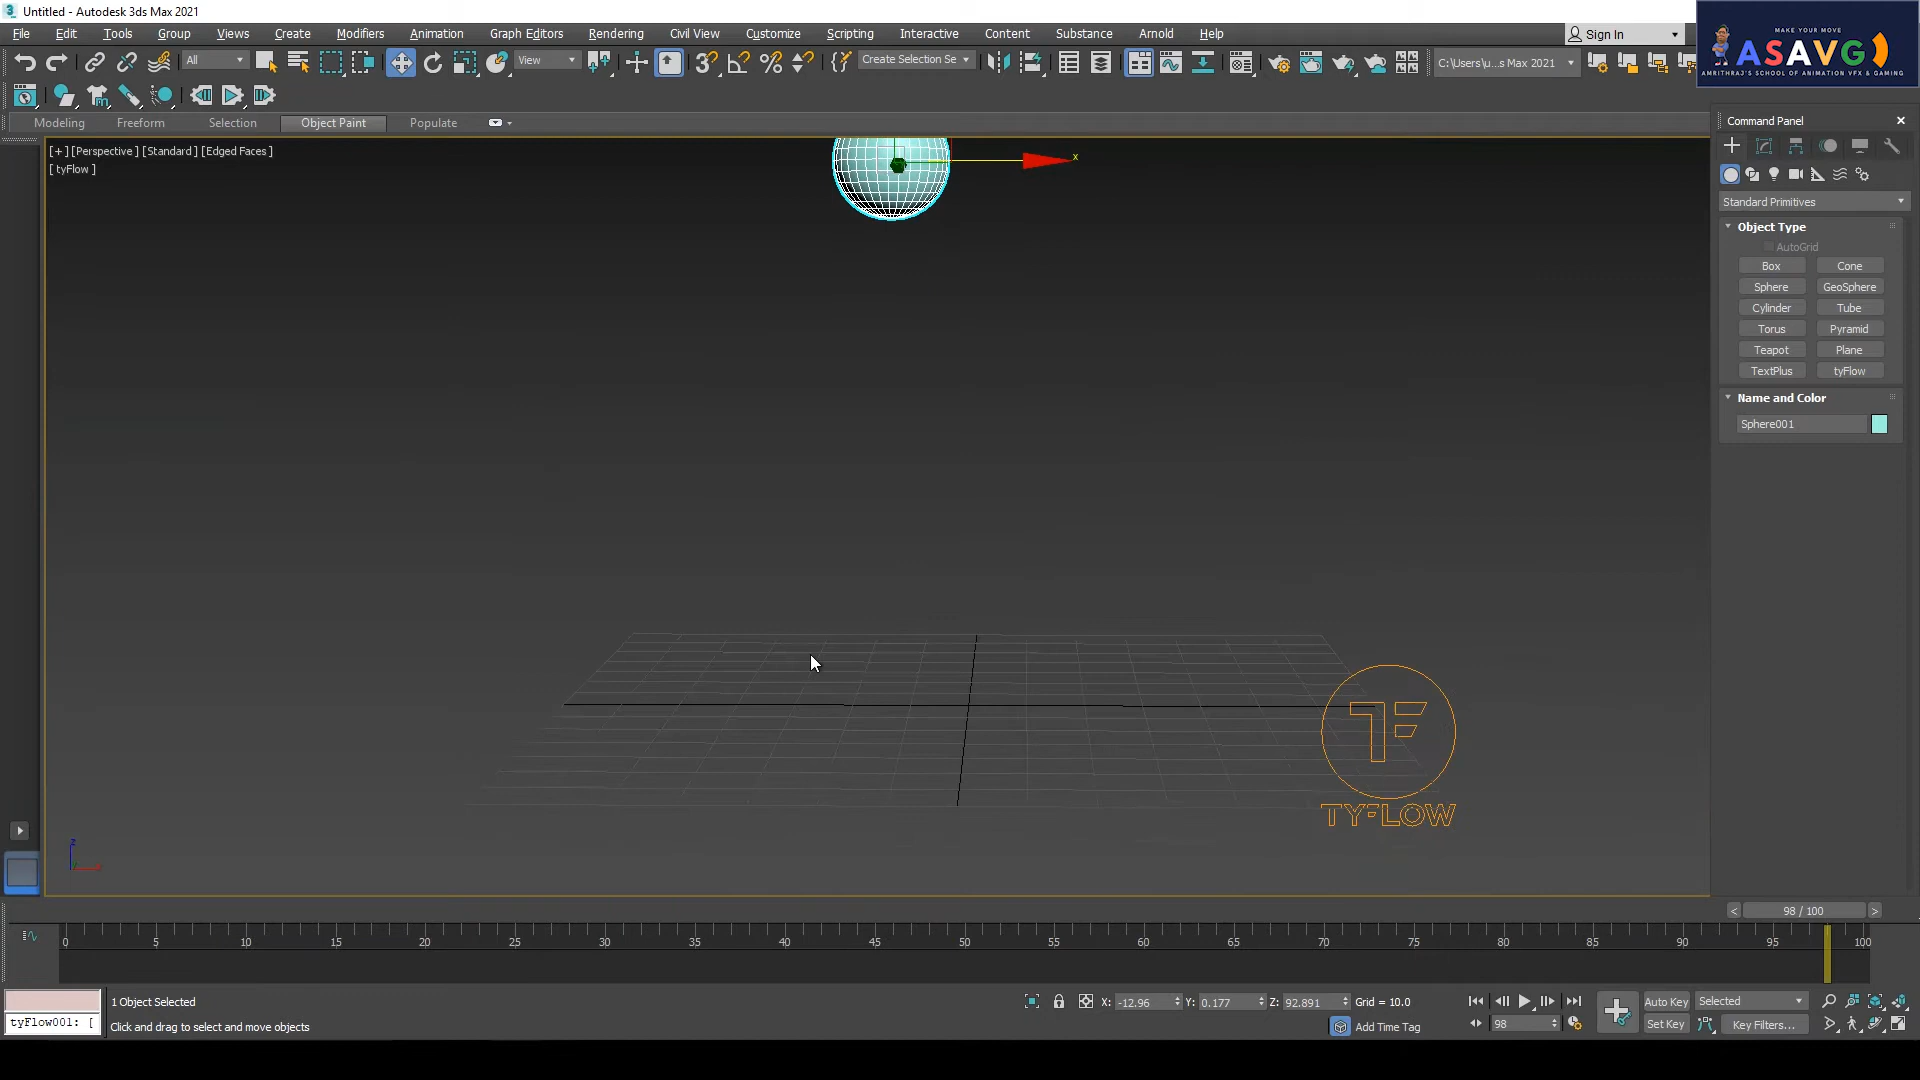 Untitled - Autodesk 3ds Max 2021
File Edit Tools Group Views Create Modifiers Animation Graph Editors Rendering Civil View Customize Scripting Interactive Content Substance Arnold Help
Sign In
MAKE YOUR MOVE
ASAVG
AMRITHRAJ'S SCHOOL OF ANIMATION VFX & GAMING
All View Create Selection Se C:\Users\u...s Max 2021
Modeling Freeform Selection Object Paint Populate
Command Panel
[+] [Perspective] [Standard] [Edged Faces]
[ tyFlow ]
x
Standard Primitives
Object Type
AutoGrid
Box Cone
Sphere GeoSphere
Cylinder Tube
Torus Pyramid
Teapot Plane
TextPlus tyFlow
Name and Color
Sphere001
TF
TYFLOW
z
98 / 100
0 5 10 15 20 25 30 35 40 45 50 55 60 65 70 75 80 85 90 95 100
1 Object Selected
X: -12.96 Y: 0.177 Z: 92.891 Grid = 10.0
Auto Key Selected
tyFlow001: [
Click and drag to select and move objects
Add Time Tag
98
Set Key Key Filters...